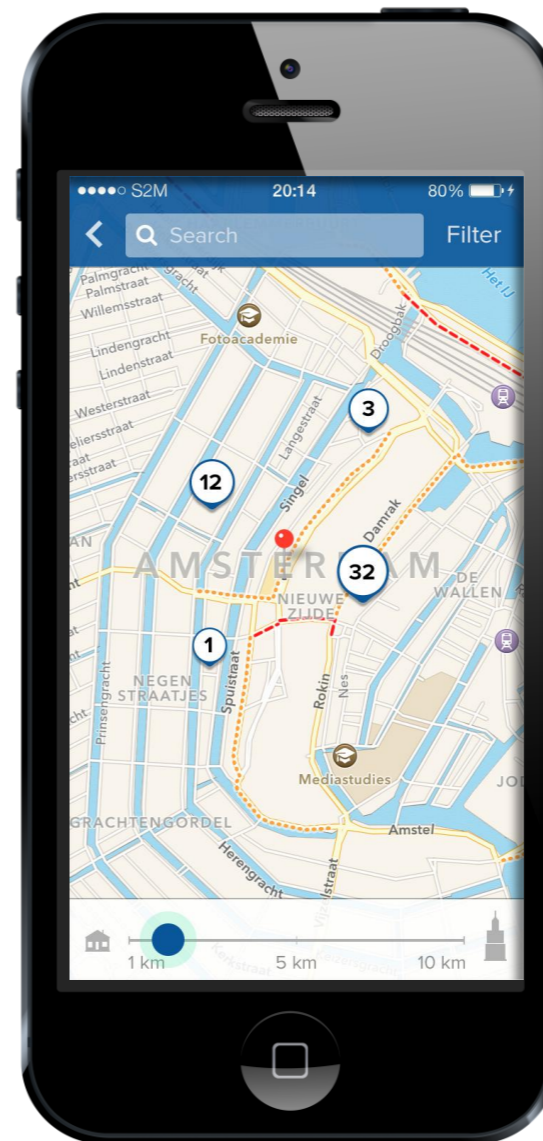 S2M 20:14 80%
Search Filter
Het IJ
Palmgracht
Palmstraat
Willemsstraat
Droogbak
Fotoacademie
Lindengracht
Lindenstraat
Langestraat
3
Westerstraat
12
Singel
Damrak
AMSTERDAM
32
DE
WALLEN
NIEUWE
ZIJDE
1
Spuistraat
NEGEN
STRAATJES
Prinsengracht
Rokin
Nes
Mediastudies
GRACHTENGORDEL
Amstel
Herengracht
1 km 5 km 10 km